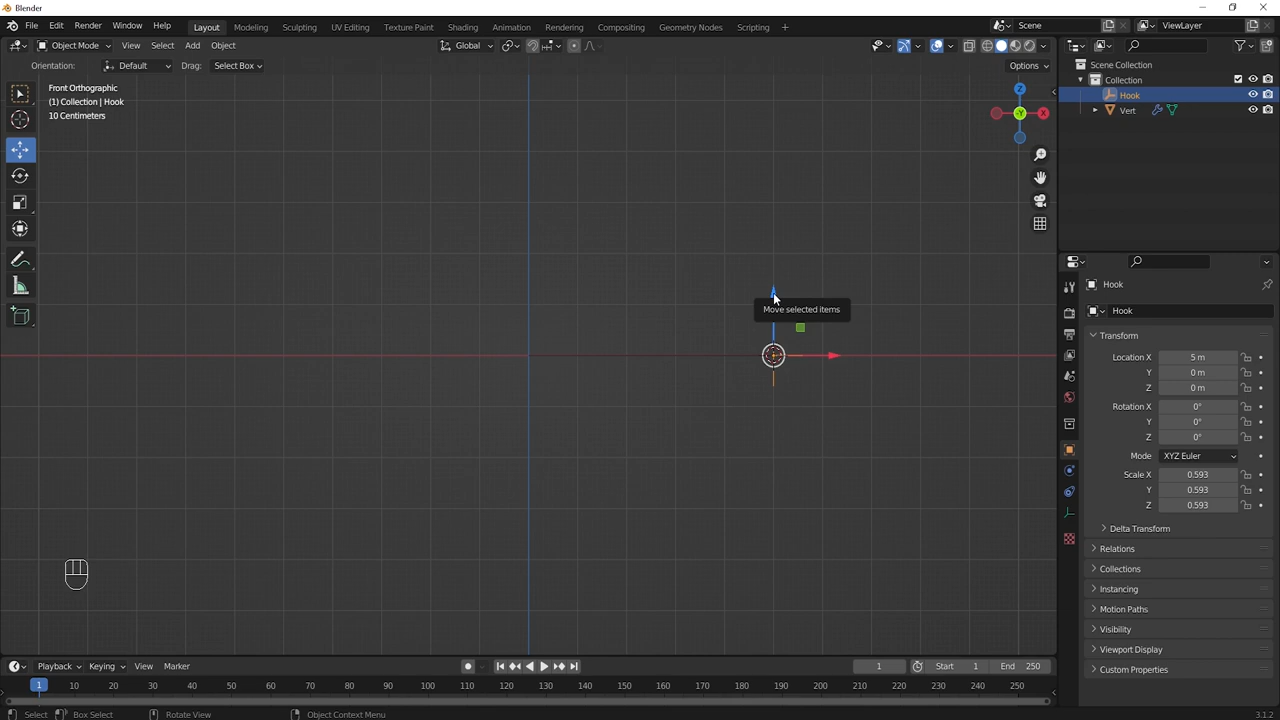 Blender
File Edit Render Window Help Layout Modeling Sculpting UV Editing Texture Paint Shading Animation Rendering Compositing Geometry Nodes Scripting + Scene ViewLayer
Object Mode View Select Add Object Global
Orientation: Default Drag: Select Box Options
Front Orthographic
(1) Collection | Hook
10 Centimeters
Z
Y
X
Move selected items
Scene Collection
Collection
Hook
Vert
Hook
Hook
Transform
Location X 5 m
Y 0 m
Z 0 m
Rotation X 0°
Y 0°
Z 0°
Mode XYZ Euler
Scale X 0.593
Y 0.593
Z 0.593
Delta Transform
Relations
Collections
Instancing
Motion Paths
Visibility
Viewport Display
Custom Properties
Playback Keying View Marker 1 Start 1 End 250
1 10 20 30 40 50 60 70 80 90 100 110 120 130 140 150 160 170 180 190 200 210 220 230 240 250
Select Box Select Rotate View Object Context Menu 3.1.2